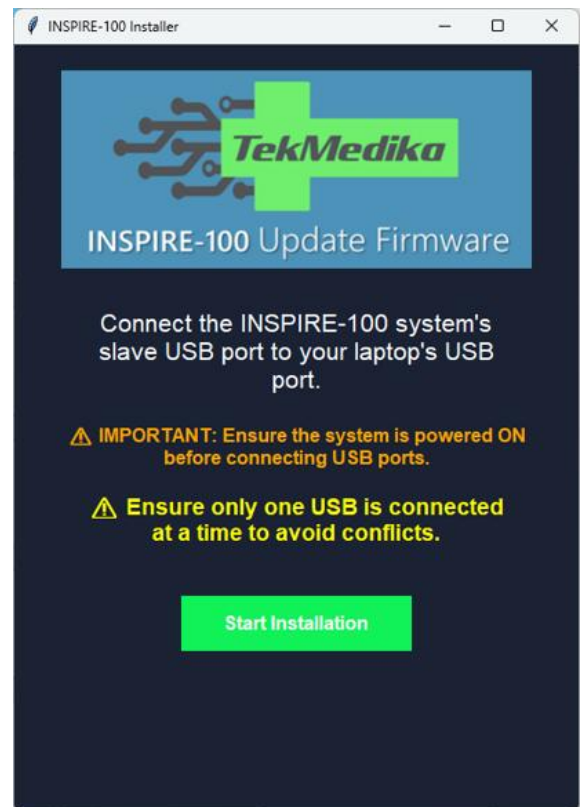 INSPIRE-100 Installer
TekMedika
INSPIRE-100 Update Firmware
Connect the INSPIRE-100 system's
slave USB port to your laptop's USB
port.
⚠ IMPORTANT: Ensure the system is powered ON
before connecting USB ports.
⚠ Ensure only one USB is connected
at a time to avoid conflicts.
Start Installation